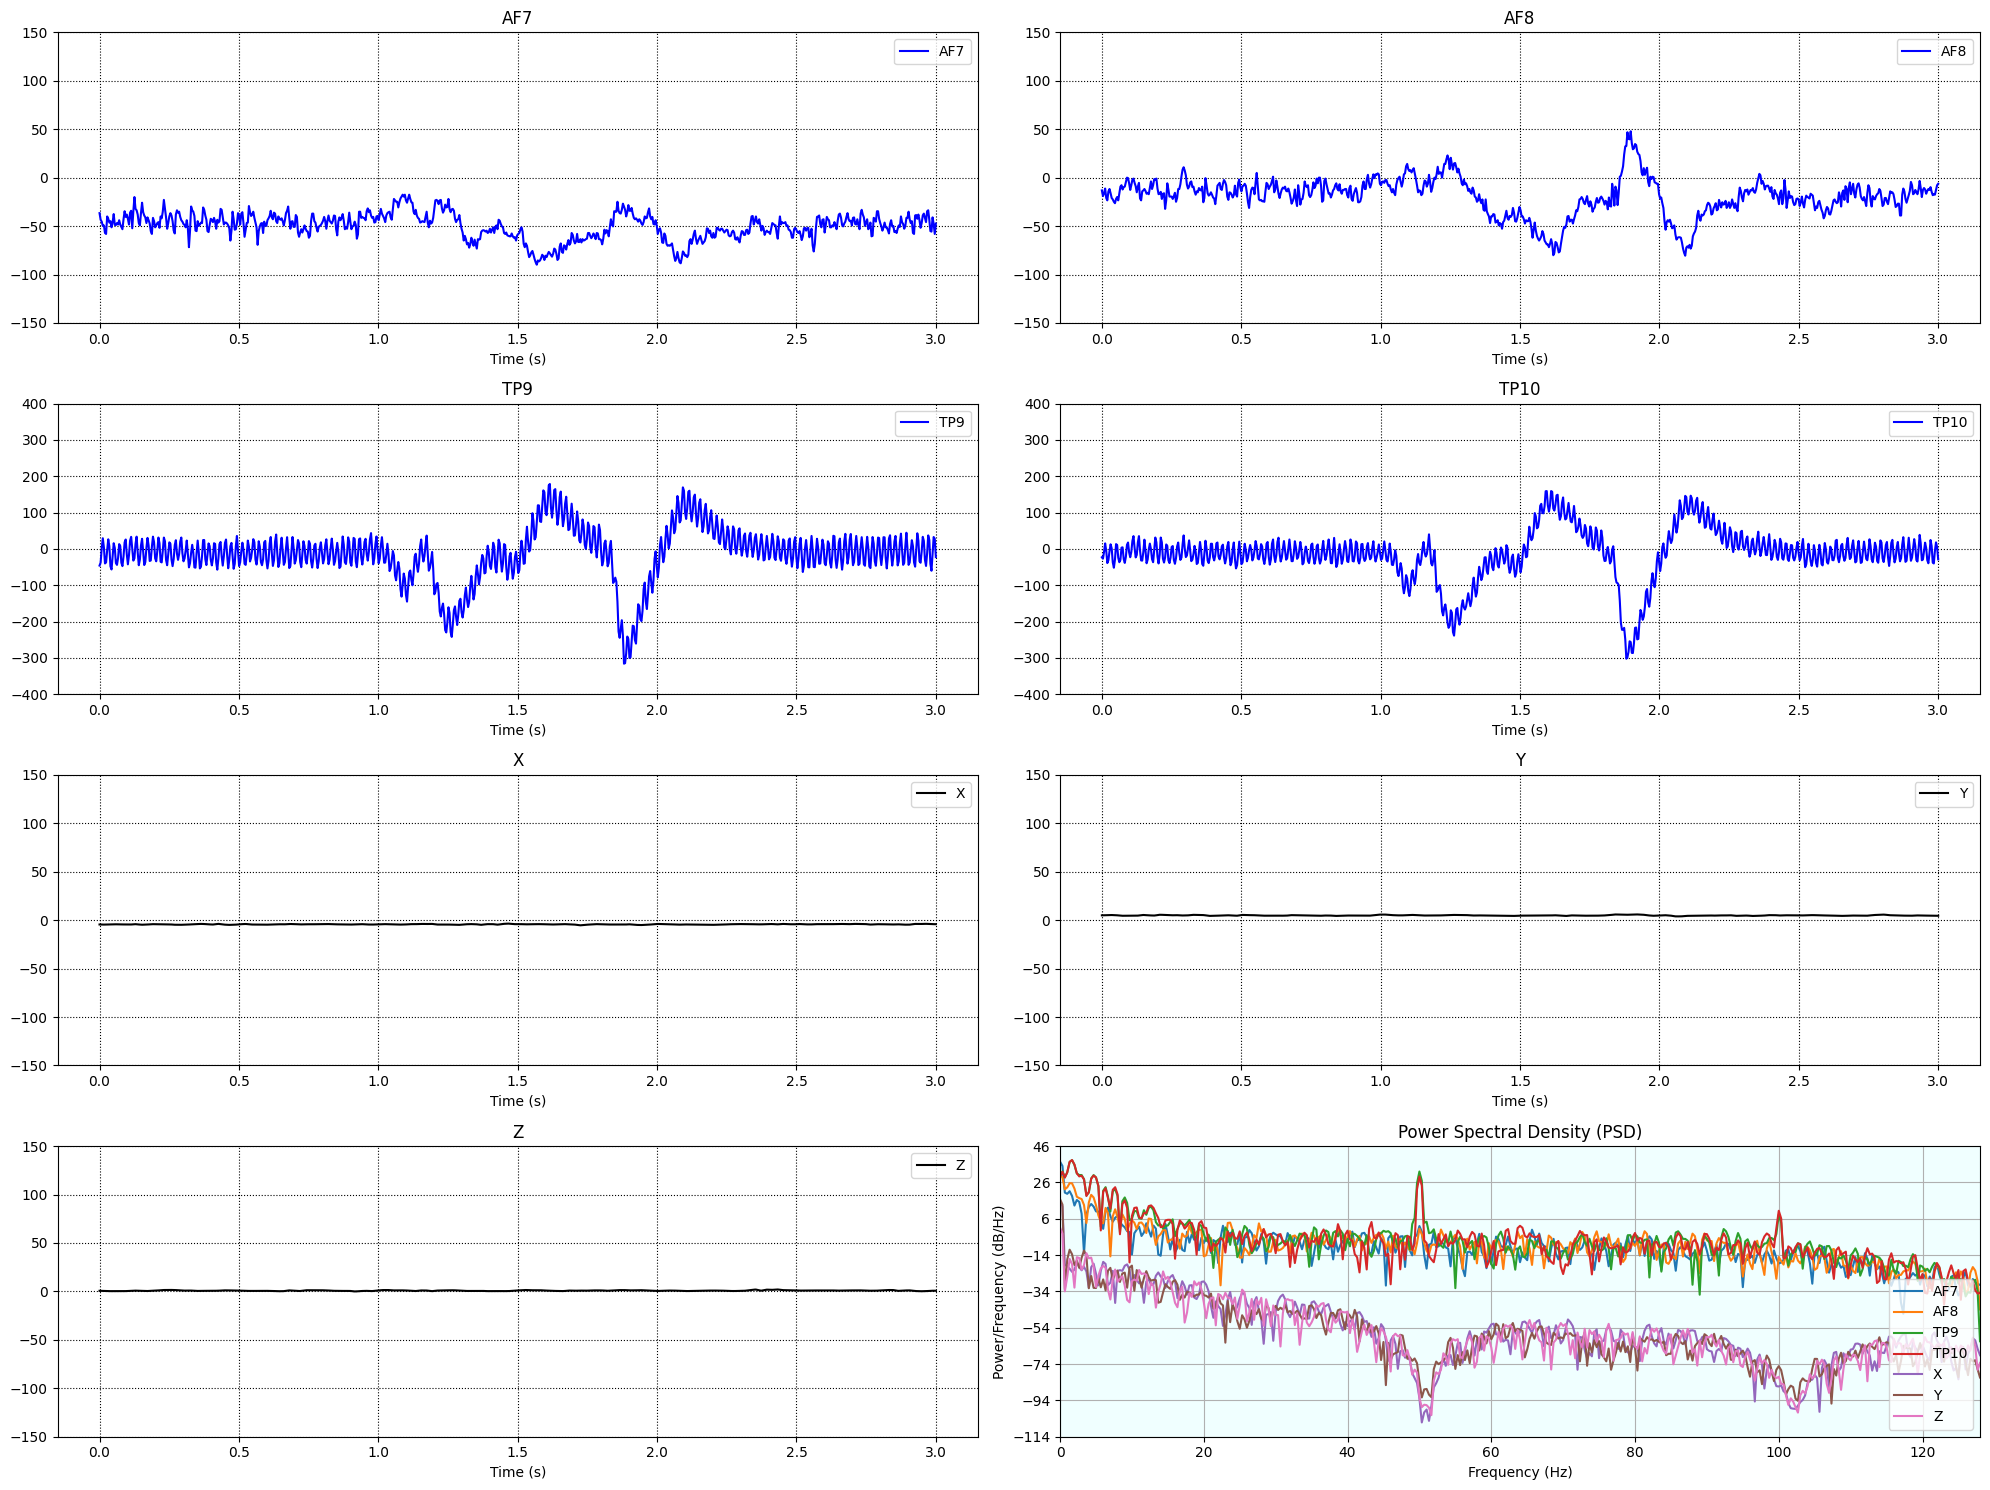 AF7
150
100
50
0
−50
−100
−150
AF7
0.0 0.5 1.0 1.5 2.0 2.5 3.0
Time (s)
AF8
150
100
50
0
−50
−100
−150
AF8
0.0 0.5 1.0 1.5 2.0 2.5 3.0
Time (s)
TP9
400
300
200
100
0
−100
−200
−300
−400
TP9
0.0 0.5 1.0 1.5 2.0 2.5 3.0
Time (s)
TP10
400
300
200
100
0
−100
−200
−300
−400
TP10
0.0 0.5 1.0 1.5 2.0 2.5 3.0
Time (s)
X
150
100
50
0
−50
−100
−150
X
0.0 0.5 1.0 1.5 2.0 2.5 3.0
Time (s)
Y
150
100
50
0
−50
−100
−150
Y
0.0 0.5 1.0 1.5 2.0 2.5 3.0
Time (s)
Z
150
100
50
0
−50
−100
−150
Z
0.0 0.5 1.0 1.5 2.0 2.5 3.0
Time (s)
Power Spectral Density (PSD)
Power/Frequency (dB/Hz)
46
26
6
−14
−34
−54
−74
−94
−114
AF7
AF8
TP9
TP10
X
Y
Z
0 20 40 60 80 100 120
Frequency (Hz)